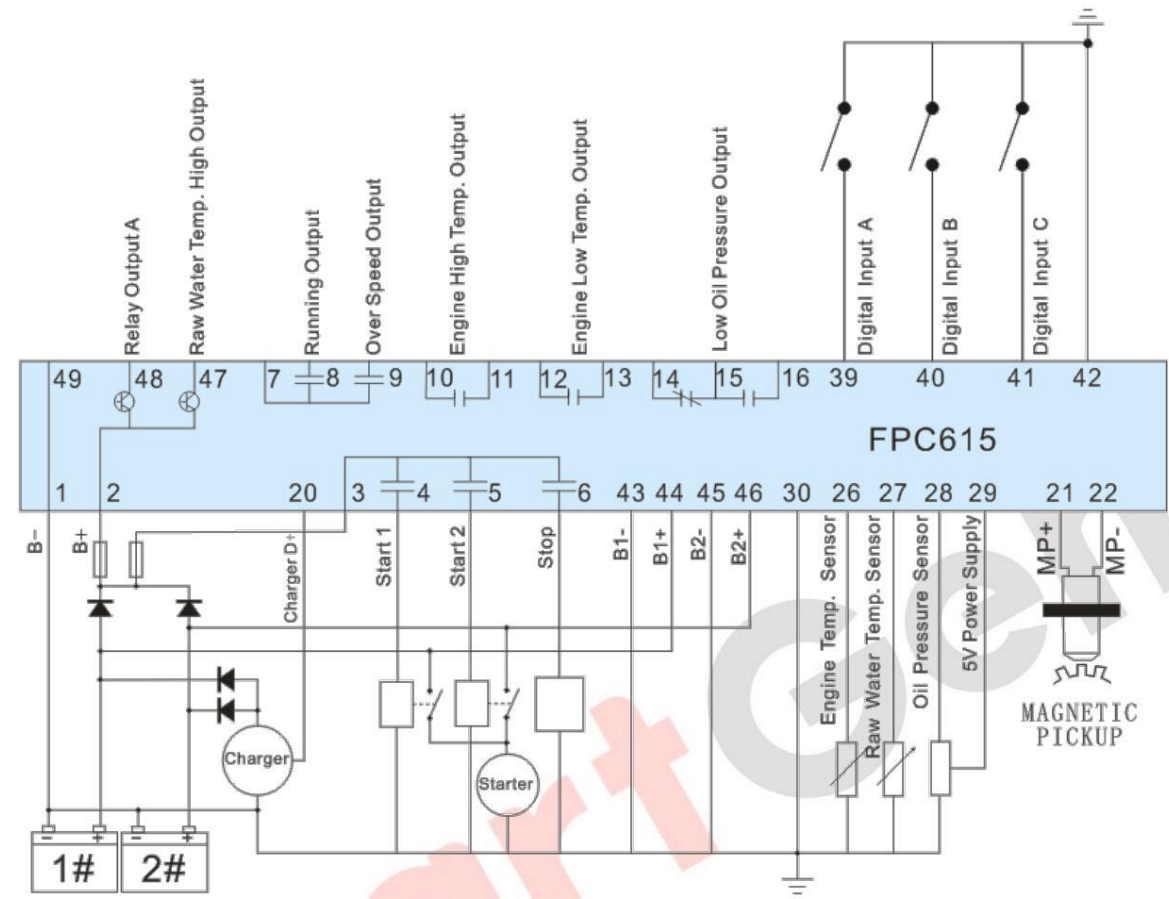 Relay Output A
Raw Water Temp. High Output
Running Output
Over Speed Output
Engine High Temp. Output
Engine Low Temp. Output
Low Oil Pressure Output
Digital Input A
Digital Input B
Digital Input C
49 48 47 7 8 9 10 11 12 13 14 15 16 39 40 41 42
FPC615
1 2 20 3 4 5 6 43 44 45 46 30 26 27 28 29 21 22
B-
B+
Charger D+
Start 1
Start 2
Stop
B1-
B1+
B2-
B2+
Engine Temp. Sensor
Raw Water Temp. Sensor
Oil Pressure Sensor
5V Power Supply
MP+
MP-
MAGNETIC
PICKUP
Charger
Starter
- + - +
1# 2#
art Gen